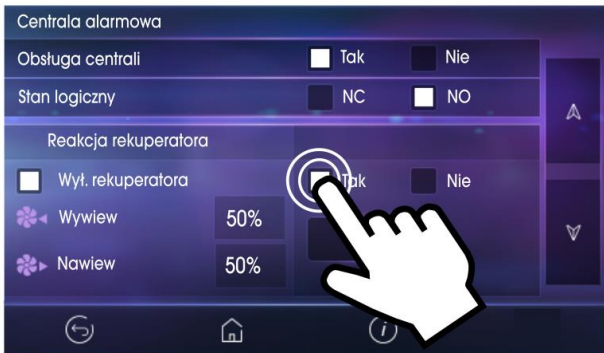 Centrala alarmowa
Obsługa centrali Tak Nie
Stan logiczny NC NO
Reakcja rekuperatora
Wył. rekuperatora Tak Nie
Wywiew 50%
Nawiew 50%
i